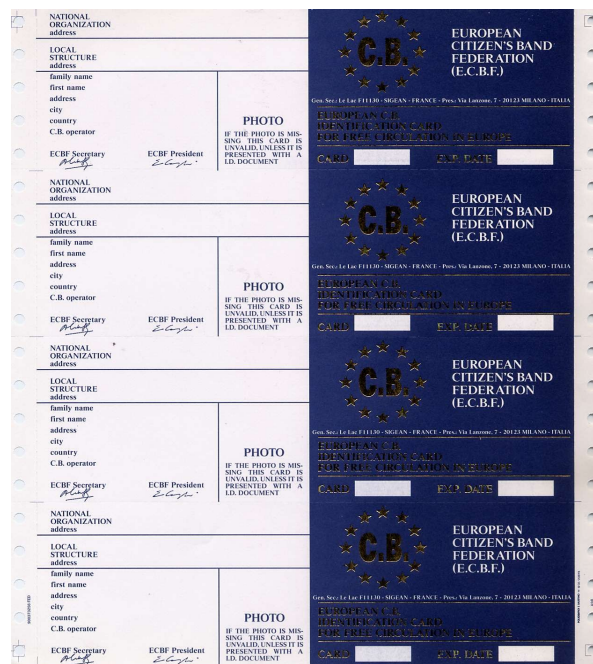 NATIONAL
ORGANIZATION
address
LOCAL
STRUCTURE
address
family name
first name
address
city
country
C.B. operator
ECBF Secretary
ECBF President
PHOTO
IF THE PHOTO IS MIS-
SING THIS CARD IS
UNVALID, UNLESS IT IS
PRESENTED WITH A
I.D. DOCUMENT
C.B.
EUROPEAN
CITIZEN'S BAND
FEDERATION
(E.C.B.F.)
Gen. Sec.: Le Lac F11130 - SIGEAN - FRANCE - Pres.: Via Lanzone, 7 - 20123 MILANO - ITALIA
EUROPEAN C.B.
IDENTIFICATION CARD
FOR FREE CIRCULATION IN EUROPE
CARD
EXP. DATE
NATIONAL
ORGANIZATION
address
LOCAL
STRUCTURE
address
family name
first name
address
city
country
C.B. operator
ECBF Secretary
ECBF President
PHOTO
IF THE PHOTO IS MIS-
SING THIS CARD IS
UNVALID, UNLESS IT IS
PRESENTED WITH A
I.D. DOCUMENT
C.B.
EUROPEAN
CITIZEN'S BAND
FEDERATION
(E.C.B.F.)
Gen. Sec.: Le Lac F11130 - SIGEAN - FRANCE - Pres.: Via Lanzone, 7 - 20123 MILANO - ITALIA
EUROPEAN C.B.
IDENTIFICATION CARD
FOR FREE CIRCULATION IN EUROPE
CARD
EXP. DATE
NATIONAL
ORGANIZATION
address
LOCAL
STRUCTURE
address
family name
first name
address
city
country
C.B. operator
ECBF Secretary
ECBF President
PHOTO
IF THE PHOTO IS MIS-
SING THIS CARD IS
UNVALID, UNLESS IT IS
PRESENTED WITH A
I.D. DOCUMENT
C.B.
EUROPEAN
CITIZEN'S BAND
FEDERATION
(E.C.B.F.)
Gen. Sec.: Le Lac F11130 - SIGEAN - FRANCE - Pres.: Via Lanzone, 7 - 20123 MILANO - ITALIA
EUROPEAN C.B.
IDENTIFICATION CARD
FOR FREE CIRCULATION IN EUROPE
CARD
EXP. DATE
NATIONAL
ORGANIZATION
address
LOCAL
STRUCTURE
address
family name
first name
address
city
country
C.B. operator
ECBF Secretary
ECBF President
PHOTO
IF THE PHOTO IS MIS-
SING THIS CARD IS
UNVALID, UNLESS IT IS
PRESENTED WITH A
I.D. DOCUMENT
C.B.
EUROPEAN
CITIZEN'S BAND
FEDERATION
(E.C.B.F.)
Gen. Sec.: Le Lac F11130 - SIGEAN - FRANCE - Pres.: Via Lanzone, 7 - 20123 MILANO - ITALIA
EUROPEAN C.B.
IDENTIFICATION CARD
FOR FREE CIRCULATION IN EUROPE
CARD
EXP. DATE